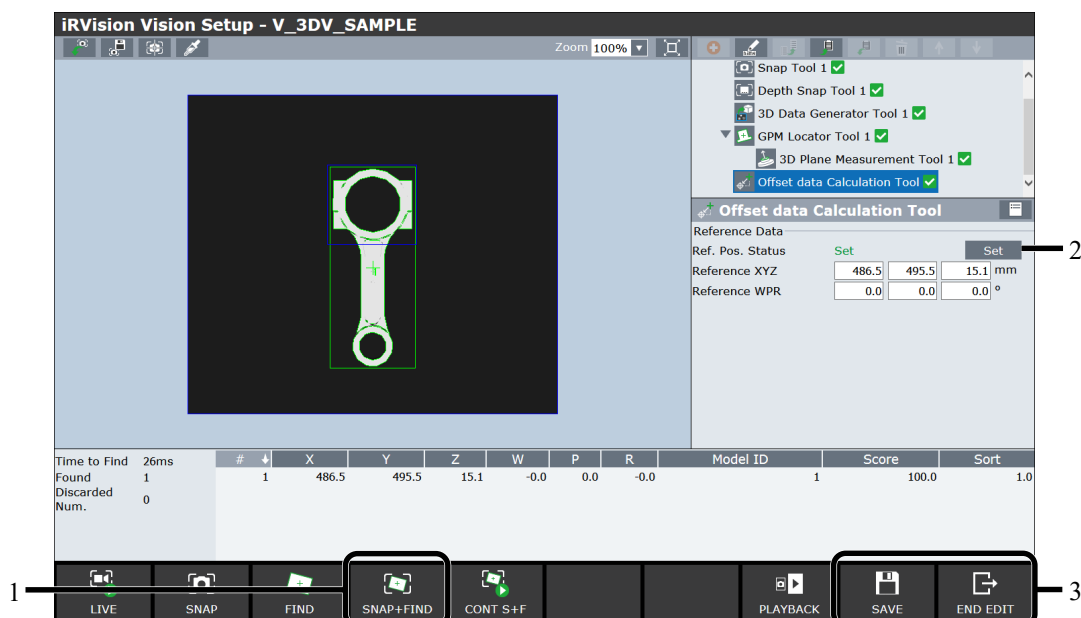 iRVision Vision Setup - V_3DV_SAMPLE
Zoom 100%
Snap Tool 1
Depth Snap Tool 1
3D Data Generator Tool 1
GPM Locator Tool 1
3D Plane Measurement Tool 1
Offset data Calculation Tool
Offset data Calculation Tool
Reference Data
Ref. Pos. Status Set Set
2
Reference XYZ 486.5 495.5 15.1 mm
Reference WPR 0.0 0.0 0.0 °
Time to Find 26ms
Found 1
Discarded Num. 0
# X Y Z W P R Model ID Score Sort
1 486.5 495.5 15.1 -0.0 0.0 -0.0 1 100.0 1.0
1
LIVE SNAP FIND SNAP+FIND CONT S+F PLAYBACK SAVE END EDIT
3